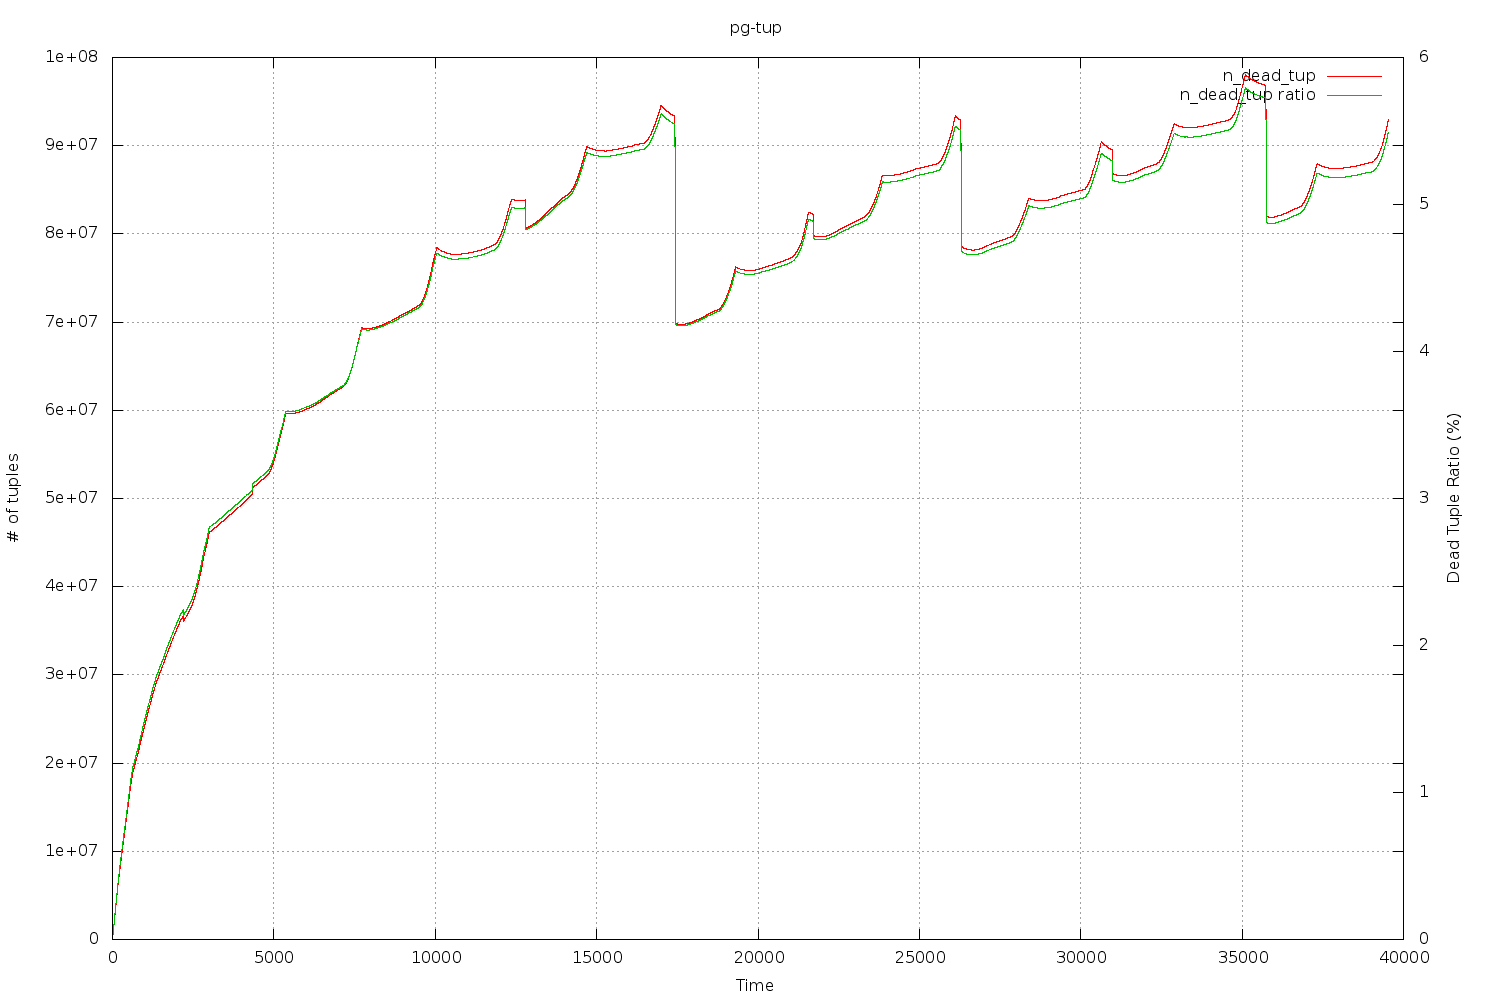 pg-tup
n_dead_tup
n_dead_tup ratio
1e+08
9e+07
8e+07
7e+07
6e+07
5e+07
4e+07
3e+07
2e+07
1e+07
0
# of tuples
6
5
4
3
2
1
0
Dead Tuple Ratio (%)
0 5000 10000 15000 20000 25000 30000 35000 40000
Time